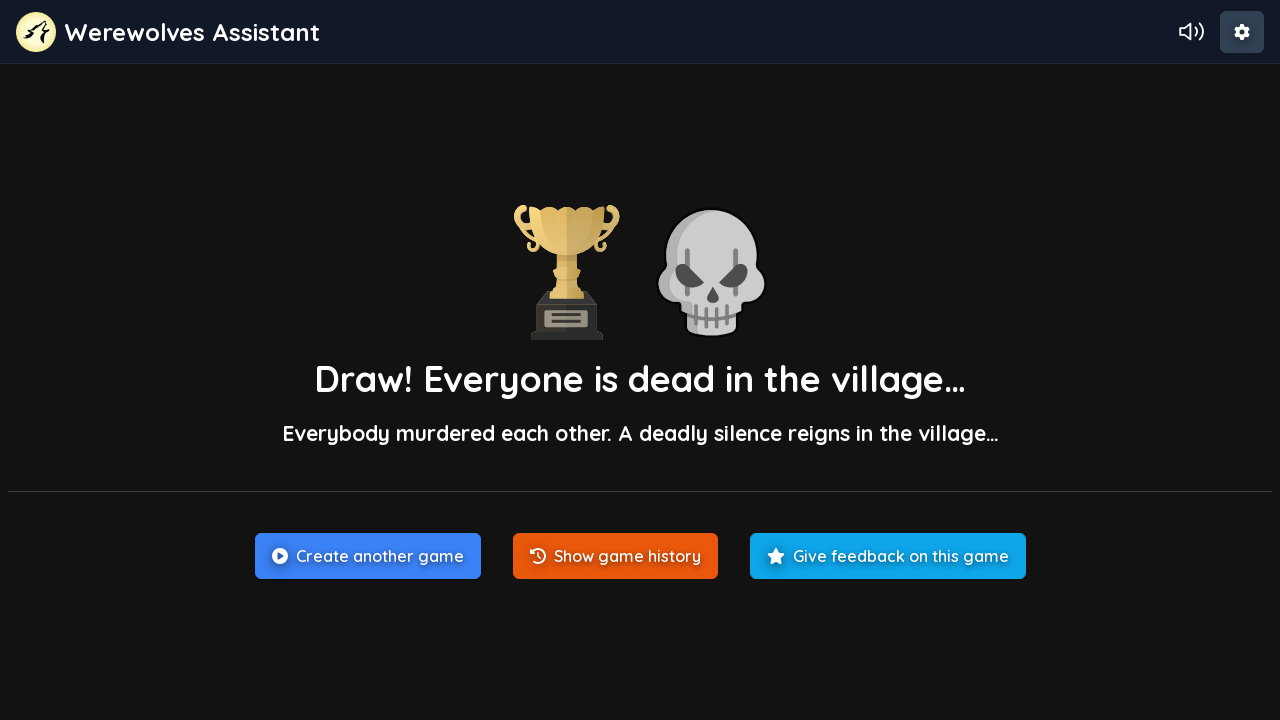 Werewolves Assistant
Draw! Everyone is dead in the village...
Everybody murdered each other. A deadly silence reigns in the village...
Create another game
Show game history
Give feedback on this game